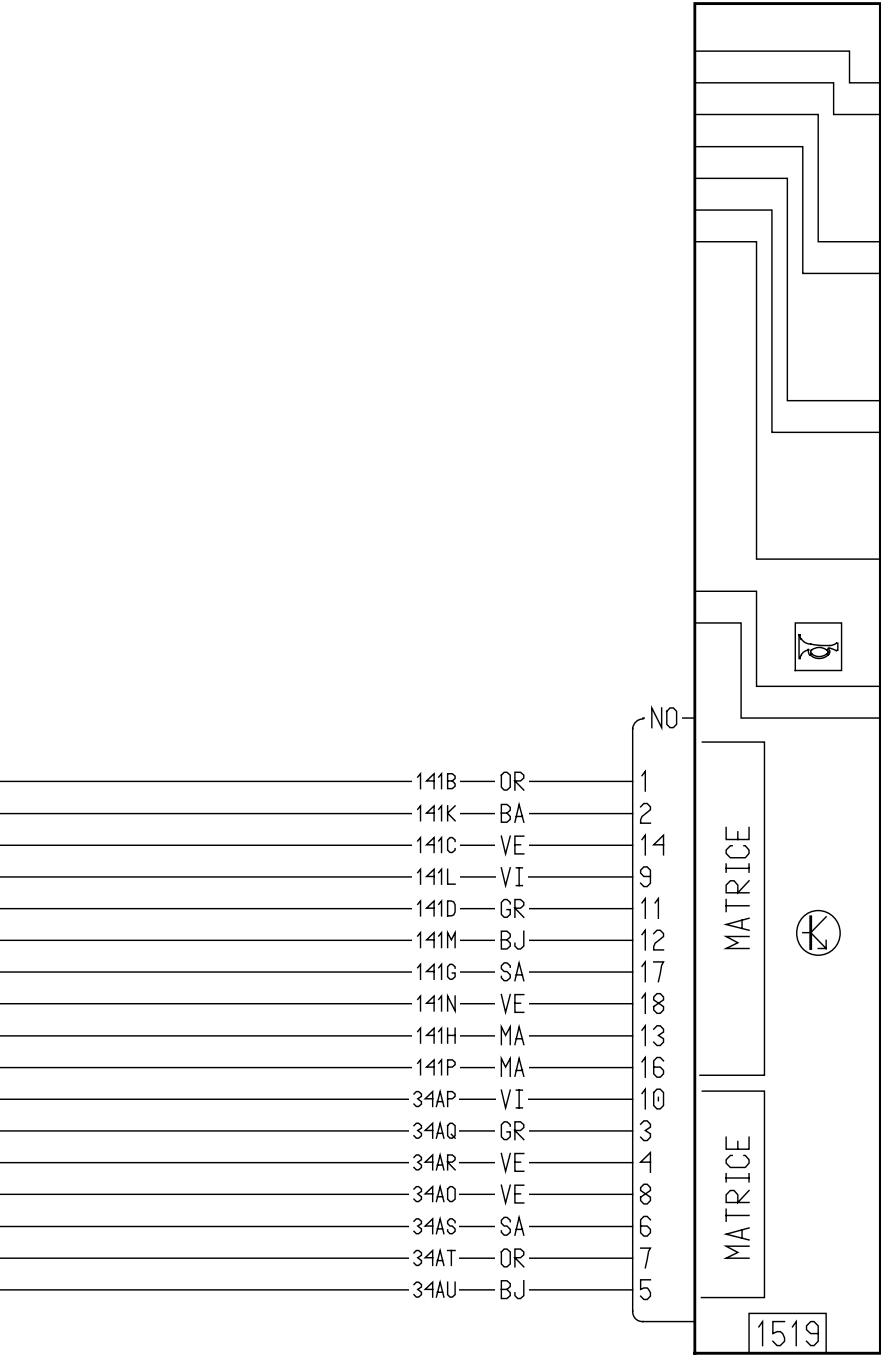 NO
141B OR 1
141K BA 2
141C VE 14
141L VI 9
141D GR 11
141M BJ 12
141G SA 17
141N VE 18
141H MA 13
141P MA 16
34AP VI 10
34AQ GR 3
34AR VE 4
34AO VE 8
34AS SA 6
34AT OR 7
34AU BJ 5
MATRICE
MATRICE
1519